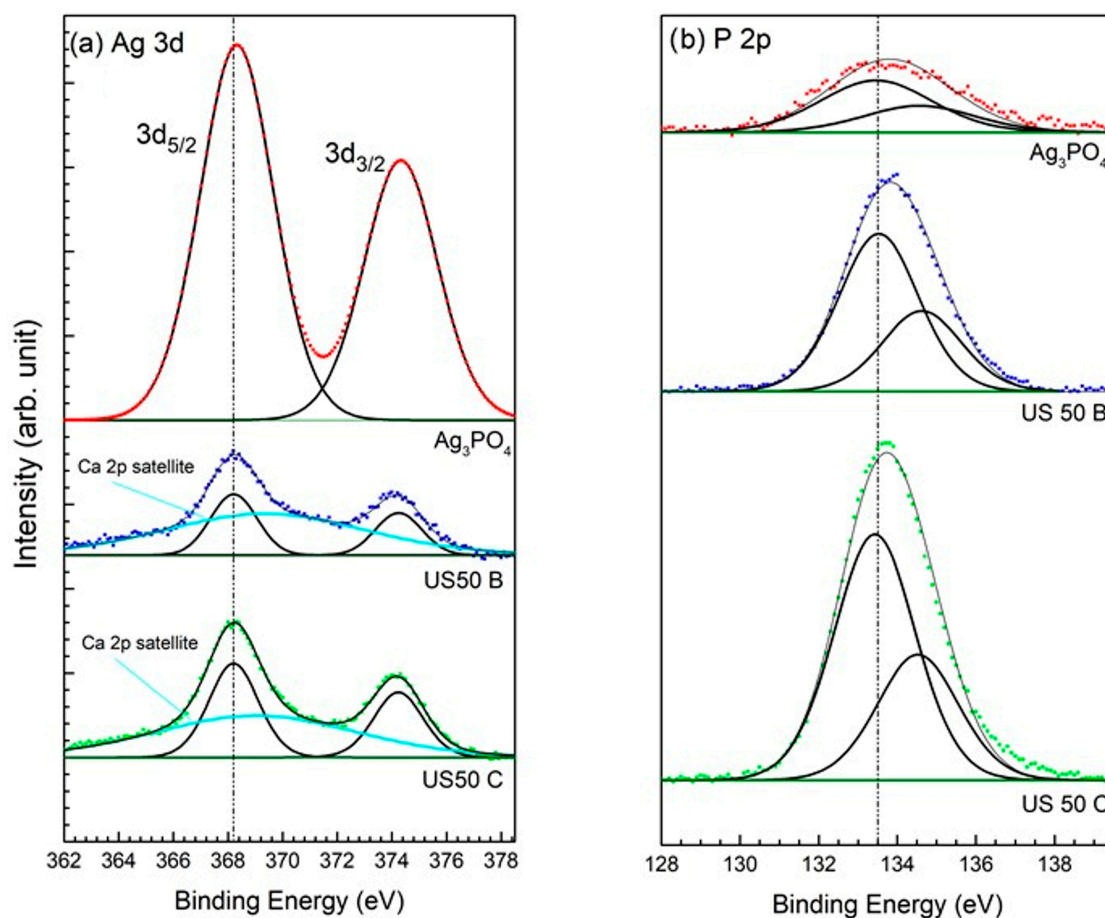 (a) Ag 3d
3d5/2
3d3/2
Ag3PO4
Ca 2p satellite
US50 B
Ca 2p satellite
US50 C
362 364 366 368 370 372 374 376 378
Binding Energy (eV)
Intensity (arb. unit)
(b) P 2p
Ag3PO4
US 50 B
US 50 C
128 130 132 134 136 138
Binding Energy (eV)